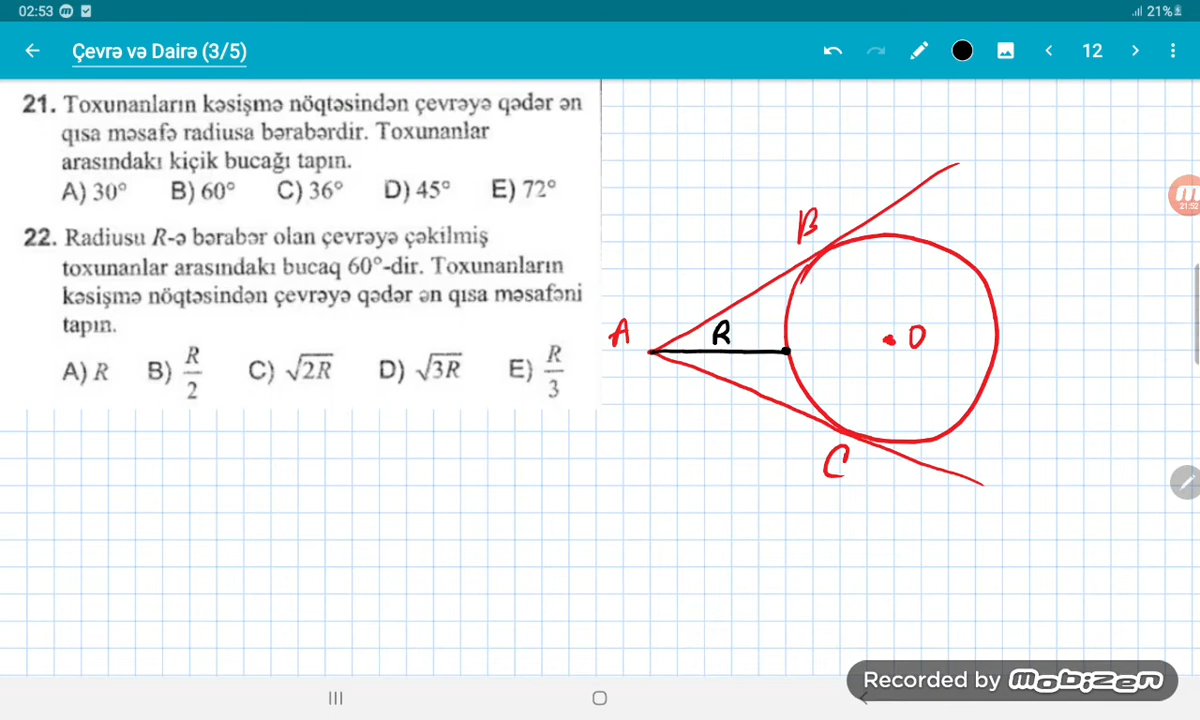 02:53
21%
Çevrə və Dairə (3/5)
12
21. Toxunanların kəsişmə nöqtəsindən çevrəyə qədər ən
qısa məsafə radiusa bərabərdir. Toxunanlar
arasındakı kiçik bucağı tapın.
A) 30° B) 60° C) 36° D) 45° E) 72°
22. Radiusu R-ə bərabər olan çevrəyə çəkilmiş
toxunanlar arasındakı bucaq 60°-dir. Toxunanların
kəsişmə nöqtəsindən çevrəyə qədər ən qısa məsafəni
tapın.
A) R B) R/2 C) √2R D) √3R E) R/3
B
A
R
O
C
m
21:52
Recorded by mobizen